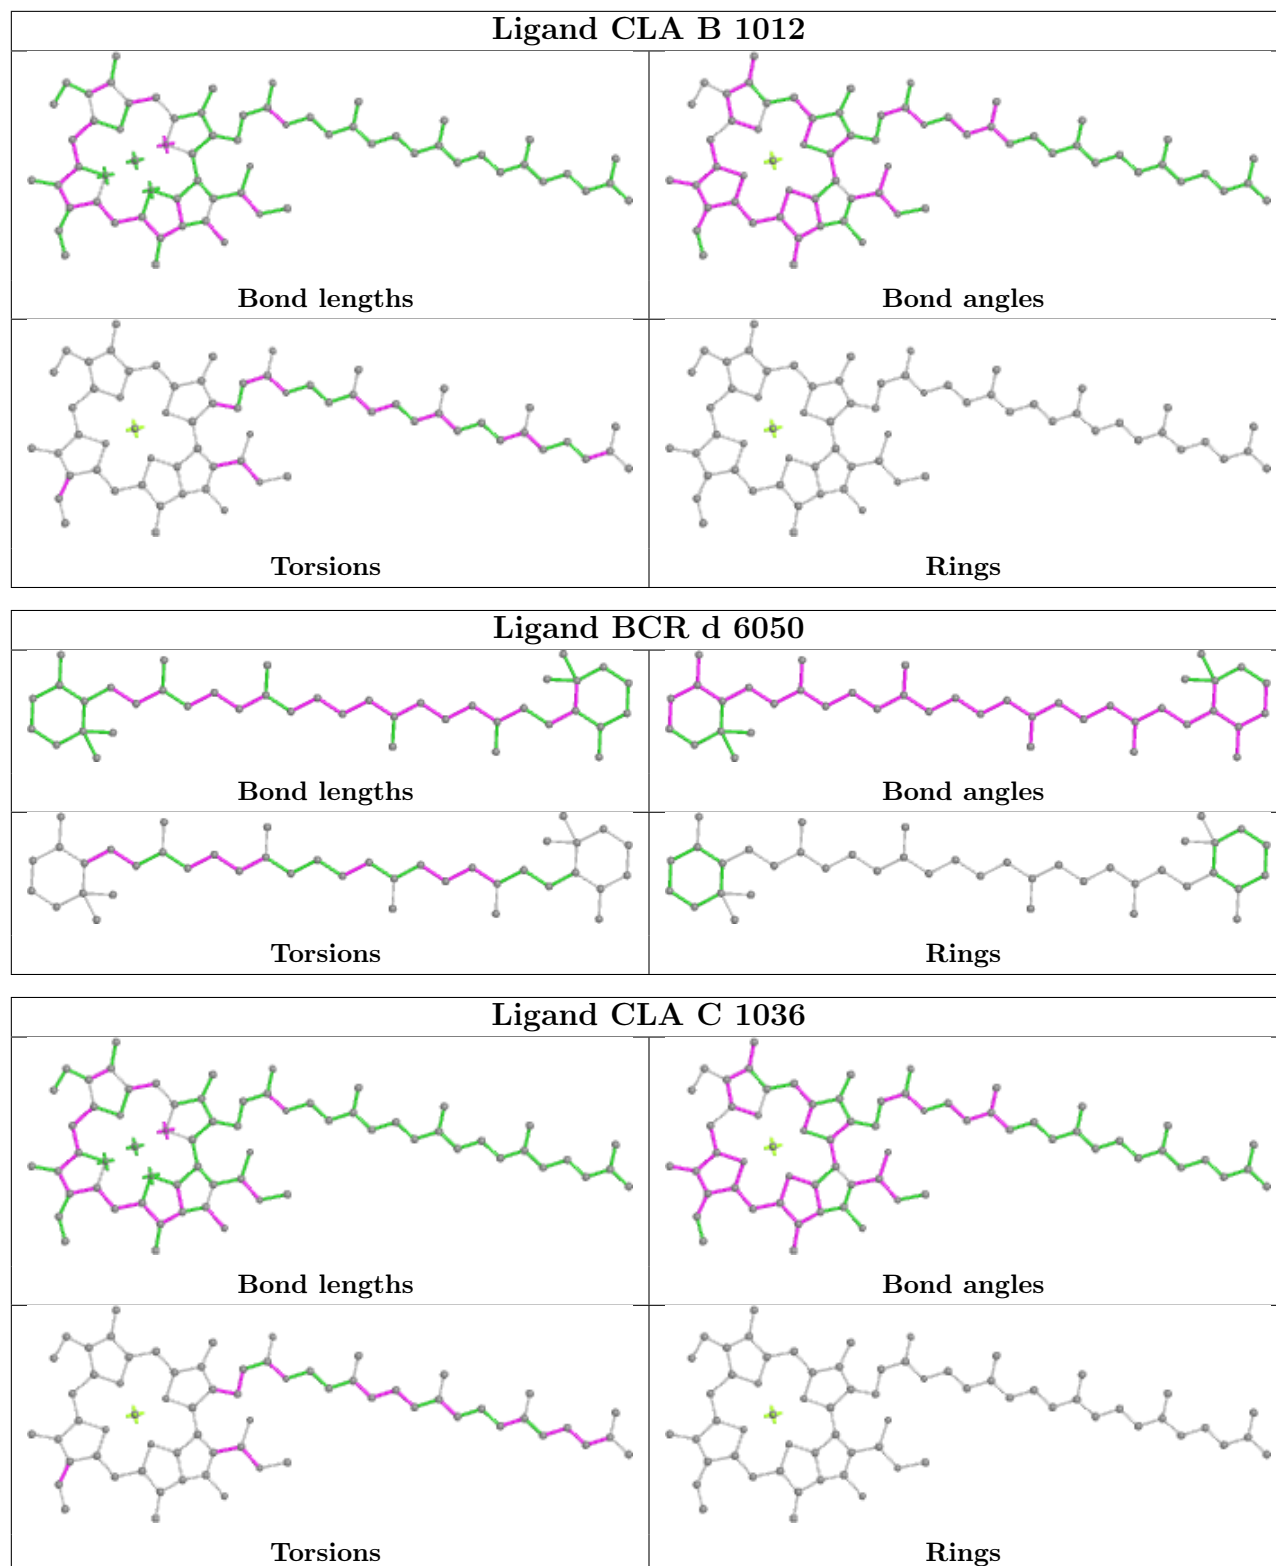 Ligand CLA B 1012
Bond lengths
Bond angles
Torsions
Rings
Ligand BCR d 6050
Bond lengths
Bond angles
Torsions
Rings
Ligand CLA C 1036
Bond lengths
Bond angles
Torsions
Rings